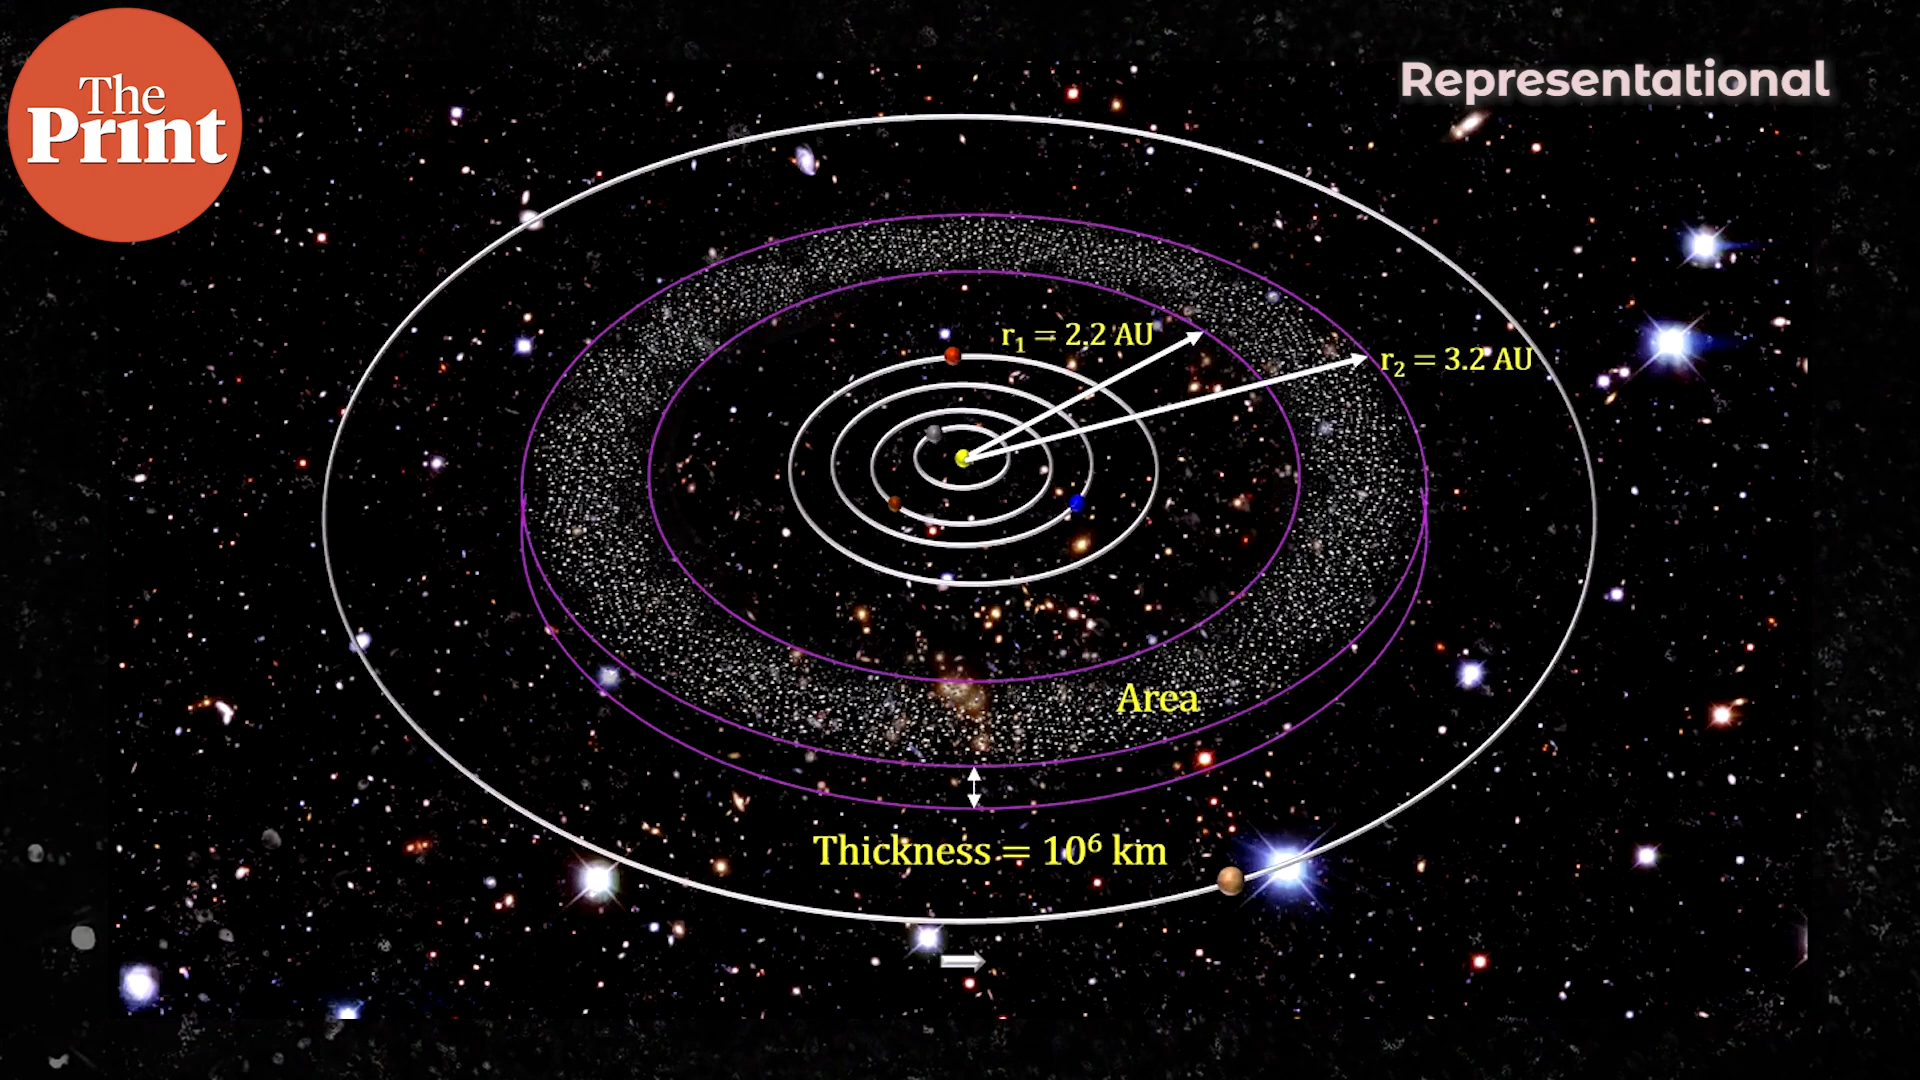 The
Print
Representational
r₁ = 2.2 AU
r₂ = 3.2 AU
Area
Thickness = 10⁶ km